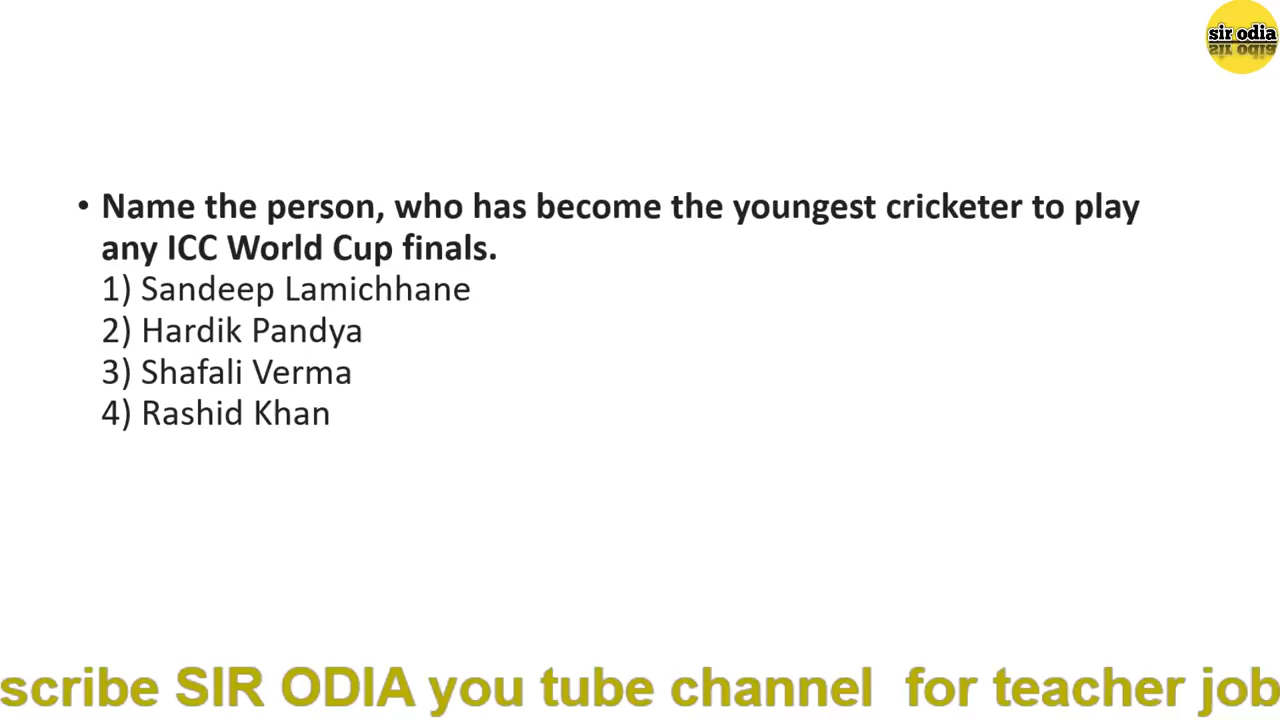 sir odia
• Name the person, who has become the youngest cricketer to play
any ICC World Cup finals.
1) Sandeep Lamichhane
2) Hardik Pandya
3) Shafali Verma
4) Rashid Khan
scribe SIR ODIA you tube channel for teacher job